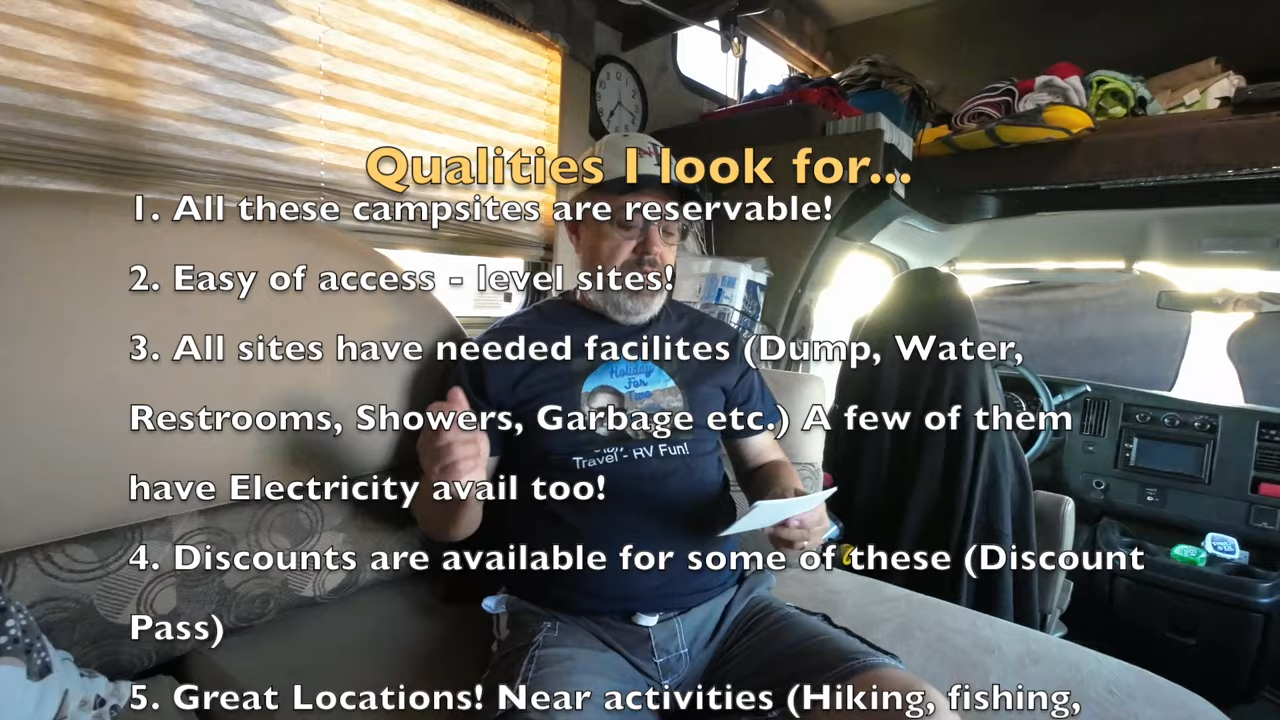 Qualities I look for...
1. All these campsites are reservable!
2. Easy of access - level sites!
3. All sites have needed facilites (Dump, Water,
Restrooms, Showers, Garbage etc.) A few of them
have Electricity avail too!
4. Discounts are available for some of these (Discount
Pass)
5. Great Locations! Near activities (Hiking, fishing,
Holiday
For
Travel - RV Fun!